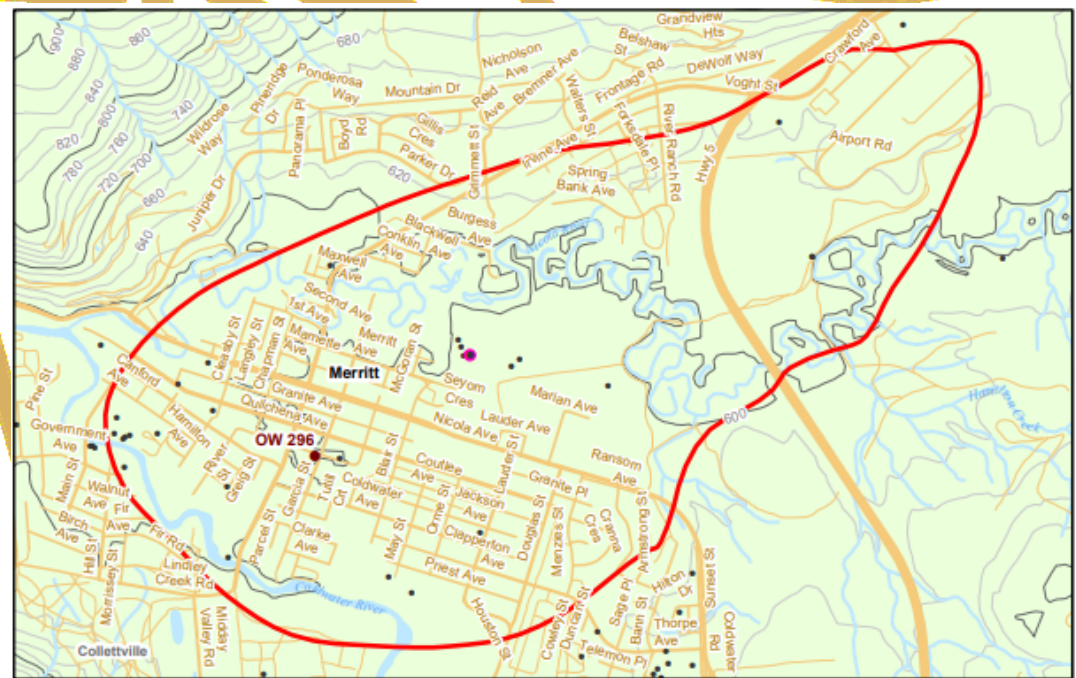 900
880
860
680
840
820
800
780
760
740
720
700
660
640
620
Pineridge Dr
Ponderosa Way
Wildrose Way
Panorama Pl
Boyd Rd
Mountain Dr
Gillis Cres
Parker Dr
Juniper Dr
Nicholson Ave
Reid Ave
Bremner Ave
Grimmett St
Belshaw St
Grandview Hts
Walters St
Frontage Rd
DeWolf Way
Voght St
Crawford Ave
Forksdale Pl
River Ranch Rd
Hwy 5
Airport Rd
Irvine Ave
Spring Bank Ave
Burgess Ave
Blackwell Ave
Conklin Ave
Maxwell Ave
Second Ave
1st Ave
Mamette Ave
Merritt Ave
McGoran St
Cleasby St
Langley St
Chapman St
Merritt
Canford Ave
Granite Ave
Quilchena Ave
Nicola Ave
Seyom Cres
Marian Ave
Lauder Ave
Ransom Ave
600
Hamilton Creek
Pine St
Government Ave
Hamilton Ave
River St
Greig St
OW 296
Garcia St
Tutill Crt
Blair St
Coutlee Ave
Lauder St
Granite Pl
Coldwater Ave
Jackson Ave
Orme St
Douglas St
Menzies St
Cranna Cres
Armstrong St
Main St
Walnut Ave
Fir Ave
Birch Ave
Fir Rd
Parcel St
Clarke Ave
May St
Clapperton Ave
Priest Ave
Hill St
Morrissey St
Lindley Creek Rd
Coldwater River
Midday Valley Rd
Houston St
Cowley St
Duncan St
Sage Pl
Bann St
Hilton Dr
Sunset St
Thorpe Ave
Telemon Pl
Coldwater Rd
Collettville